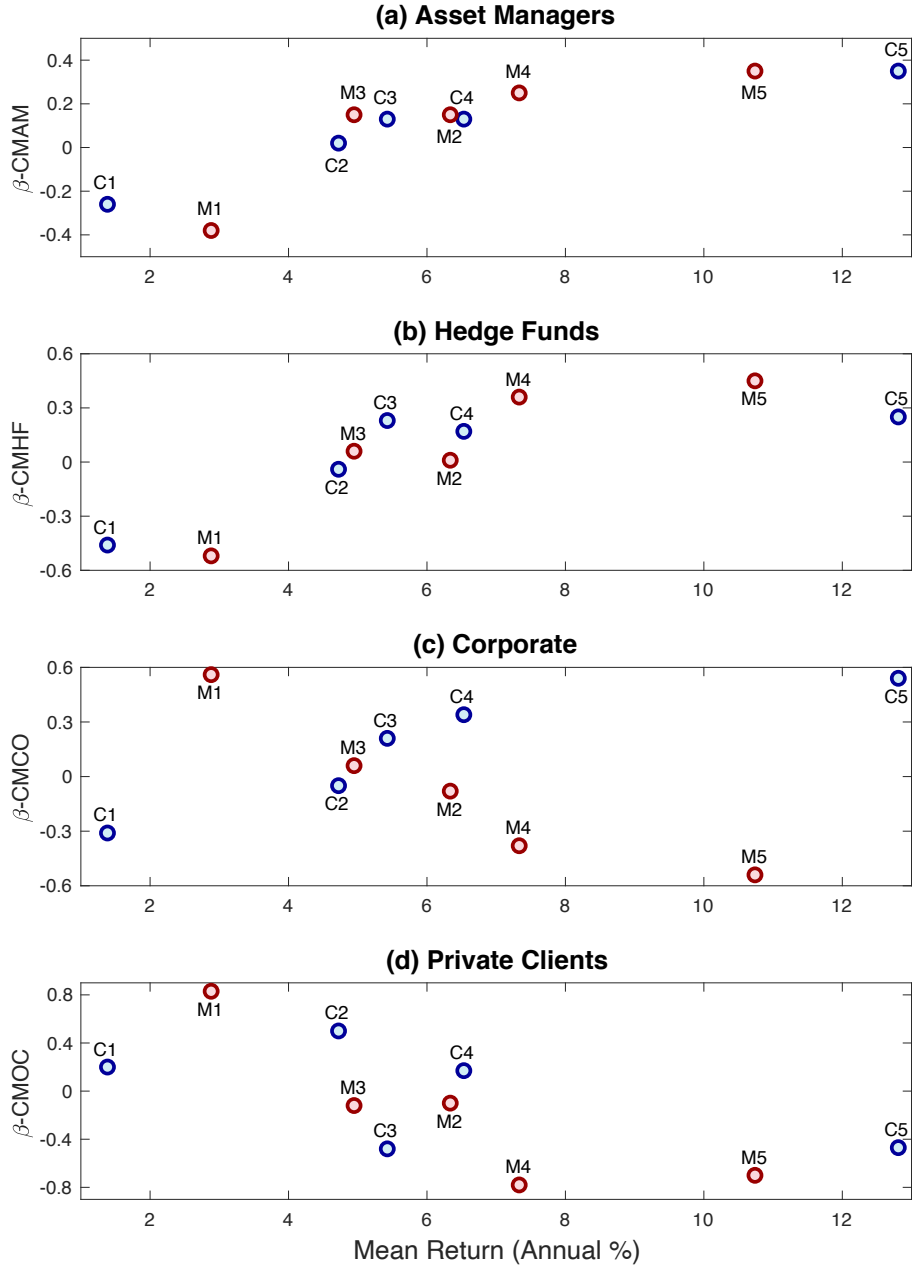 (a) Asset Managers
β-CMAM
0.4
0.2
0
-0.2
-0.4
C1
M1
C2
M3
C3
M2
C4
M4
M5
C5
2 4 6 8 10 12
(b) Hedge Funds
β-CMHF
0.6
0.3
0
-0.3
-0.6
C1
M1
C2
M3
C3
M2
C4
M4
M5
C5
2 4 6 8 10 12
(c) Corporate
β-CMCO
0.6
0.3
0
-0.3
-0.6
C1
M1
C2
M3
C3
M2
C4
M4
M5
C5
2 4 6 8 10 12
(d) Private Clients
β-CMOC
0.8
0.4
0
-0.4
-0.8
C1
M1
C2
M3
C3
M2
C4
M4
M5
C5
2 4 6 8 10 12
Mean Return (Annual %)